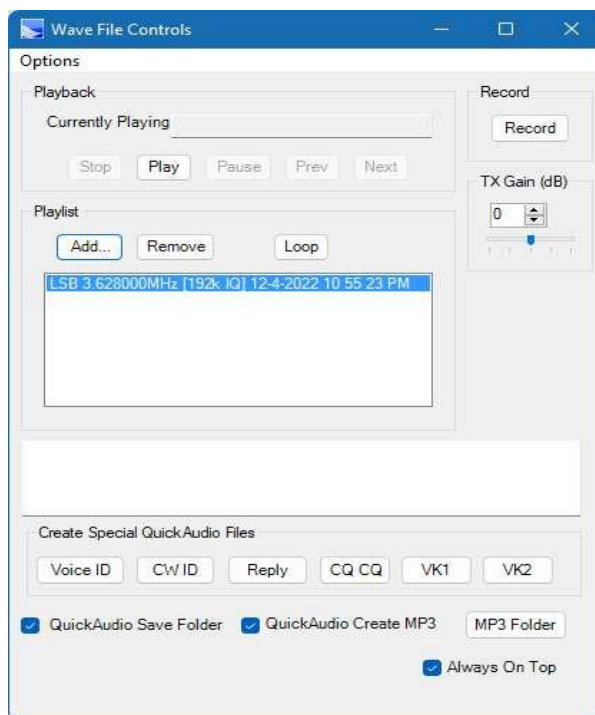 Wave File Controls
Options
Playback
Currently Playing
Stop Play Pause Prev Next
Record
Record
TX Gain (dB)
0
Playlist
Add... Remove Loop
LSB 3.628000MHz [192k IQ] 12-4-2022 10 55 23 PM
Create Special QuickAudio Files
Voice ID CW ID Reply CQ CQ VK1 VK2
QuickAudio Save Folder QuickAudio Create MP3 MP3 Folder
Always On Top